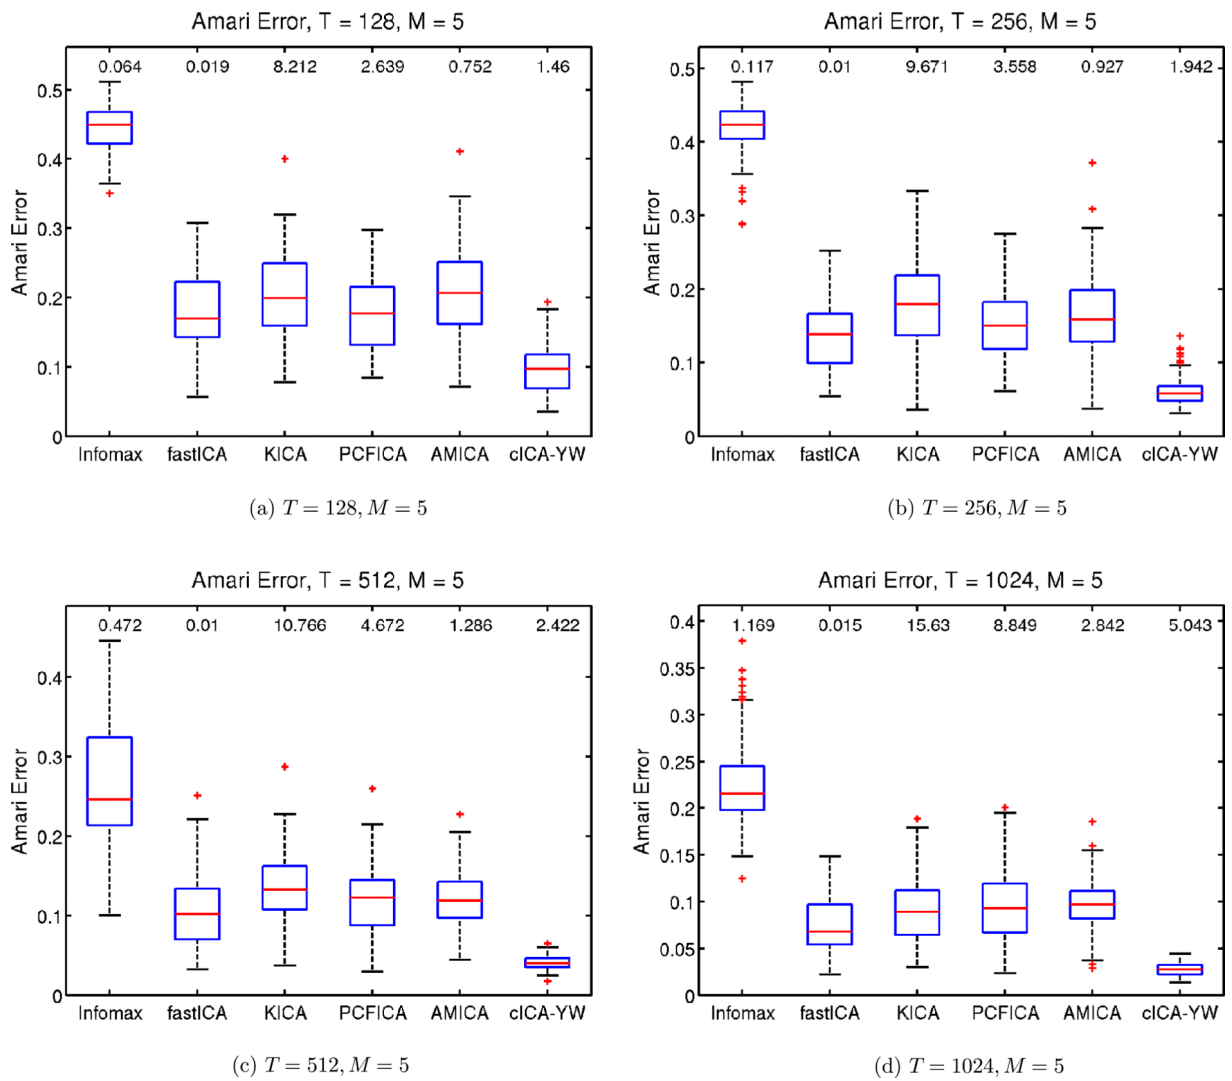 Amari Error, T = 128, M = 5
0.064 0.019 8.212 2.639 0.752 1.46
0.5
0.4
0.3
0.2
0.1
0
Amari Error
Infomax fastICA KICA PCFICA AMICA cICA-YW
(a) T = 128, M = 5
Amari Error, T = 256, M = 5
0.117 0.01 9.671 3.558 0.927 1.942
0.5
0.4
0.3
0.2
0.1
0
Amari Error
Infomax fastICA KICA PCFICA AMICA cICA-YW
(b) T = 256, M = 5
Amari Error, T = 512, M = 5
0.472 0.01 10.766 4.672 1.286 2.422
0.4
0.3
0.2
0.1
0
Amari Error
Infomax fastICA KICA PCFICA AMICA cICA-YW
(c) T = 512, M = 5
Amari Error, T = 1024, M = 5
1.169 0.015 15.63 8.849 2.842 5.043
0.4
0.35
0.3
0.25
0.2
0.15
0.1
0.05
0
Amari Error
Infomax fastICA KICA PCFICA AMICA cICA-YW
(d) T = 1024, M = 5